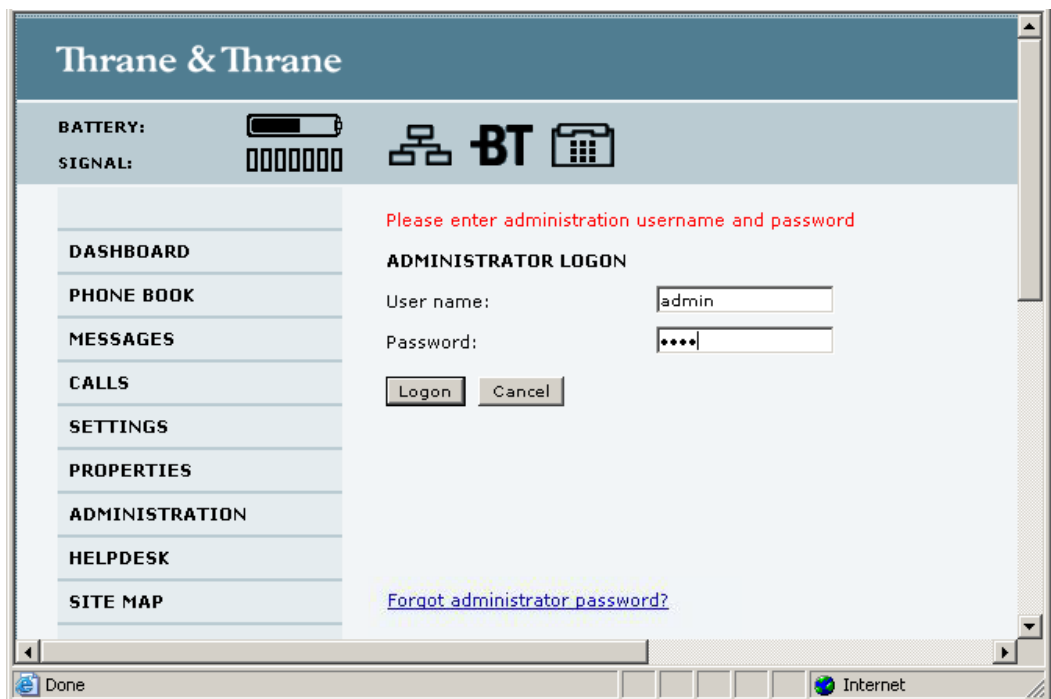 Thrane & Thrane
BATTERY:
SIGNAL:
BT
DASHBOARD
PHONE BOOK
MESSAGES
CALLS
SETTINGS
PROPERTIES
ADMINISTRATION
HELPDESK
SITE MAP
Please enter administration username and password
ADMINISTRATOR LOGON
User name: admin
Password: ••••
Logon Cancel
Forgot administrator password?
Done Internet